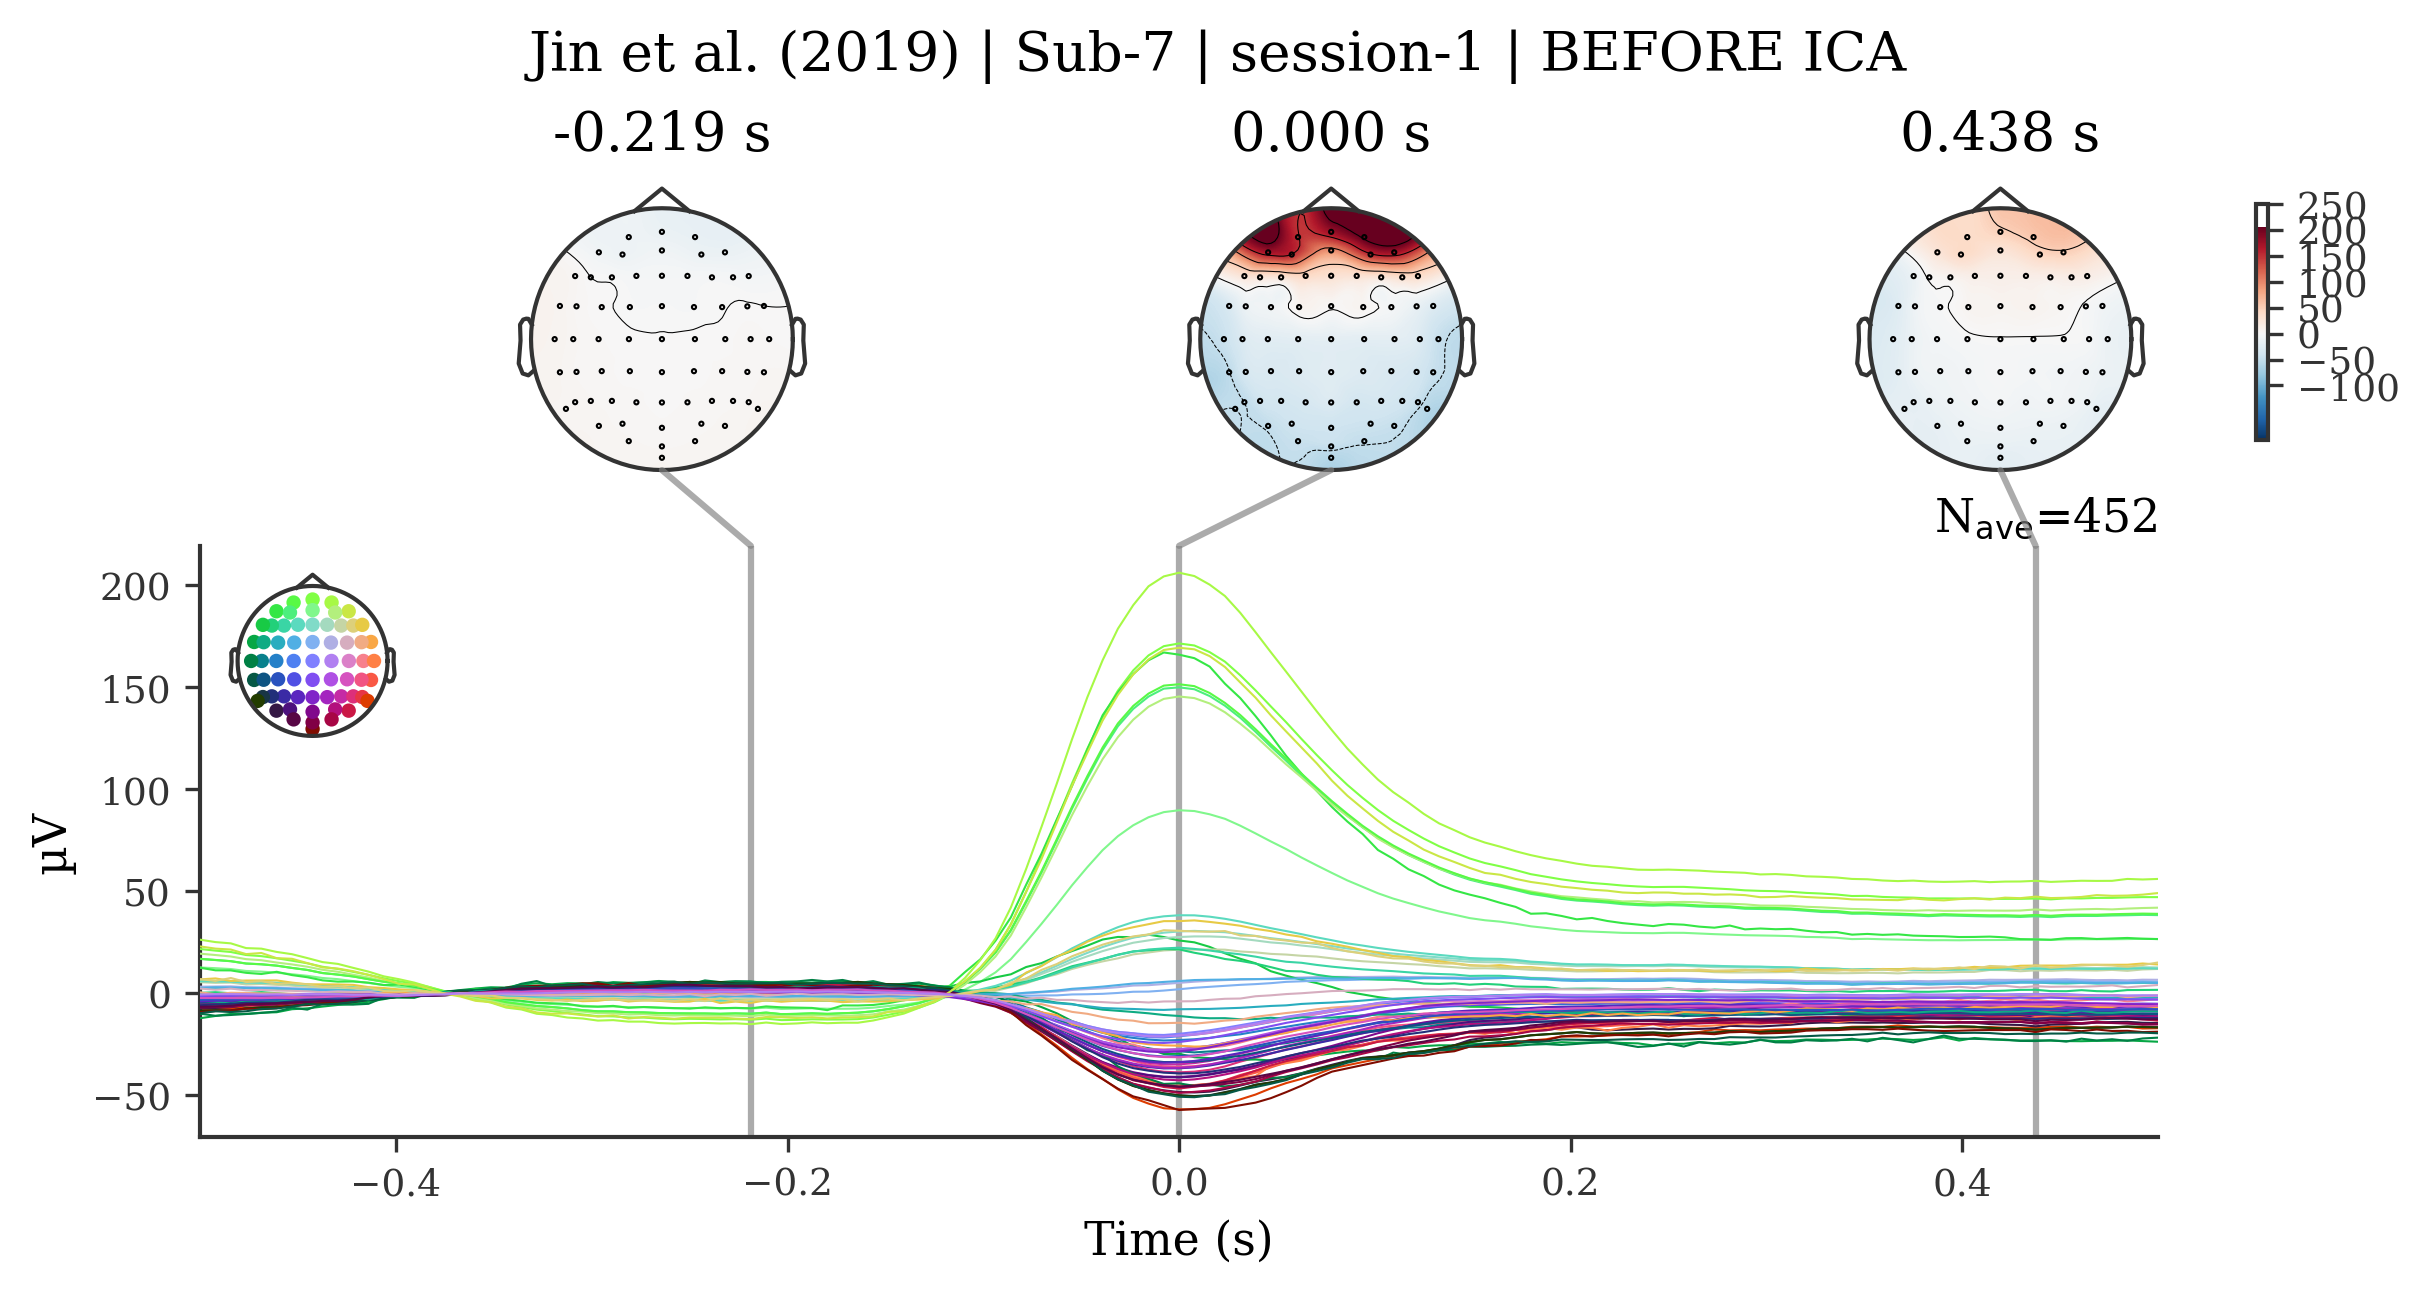 Jin et al. (2019) | Sub-7 | session-1 | BEFORE ICA
-0.219 s
0.000 s
0.438 s
250
200
150
100
50
0
−50
−100
Nave=452
200
150
100
50
0
−50
µV
−0.4
−0.2
0.0
0.2
0.4
Time (s)